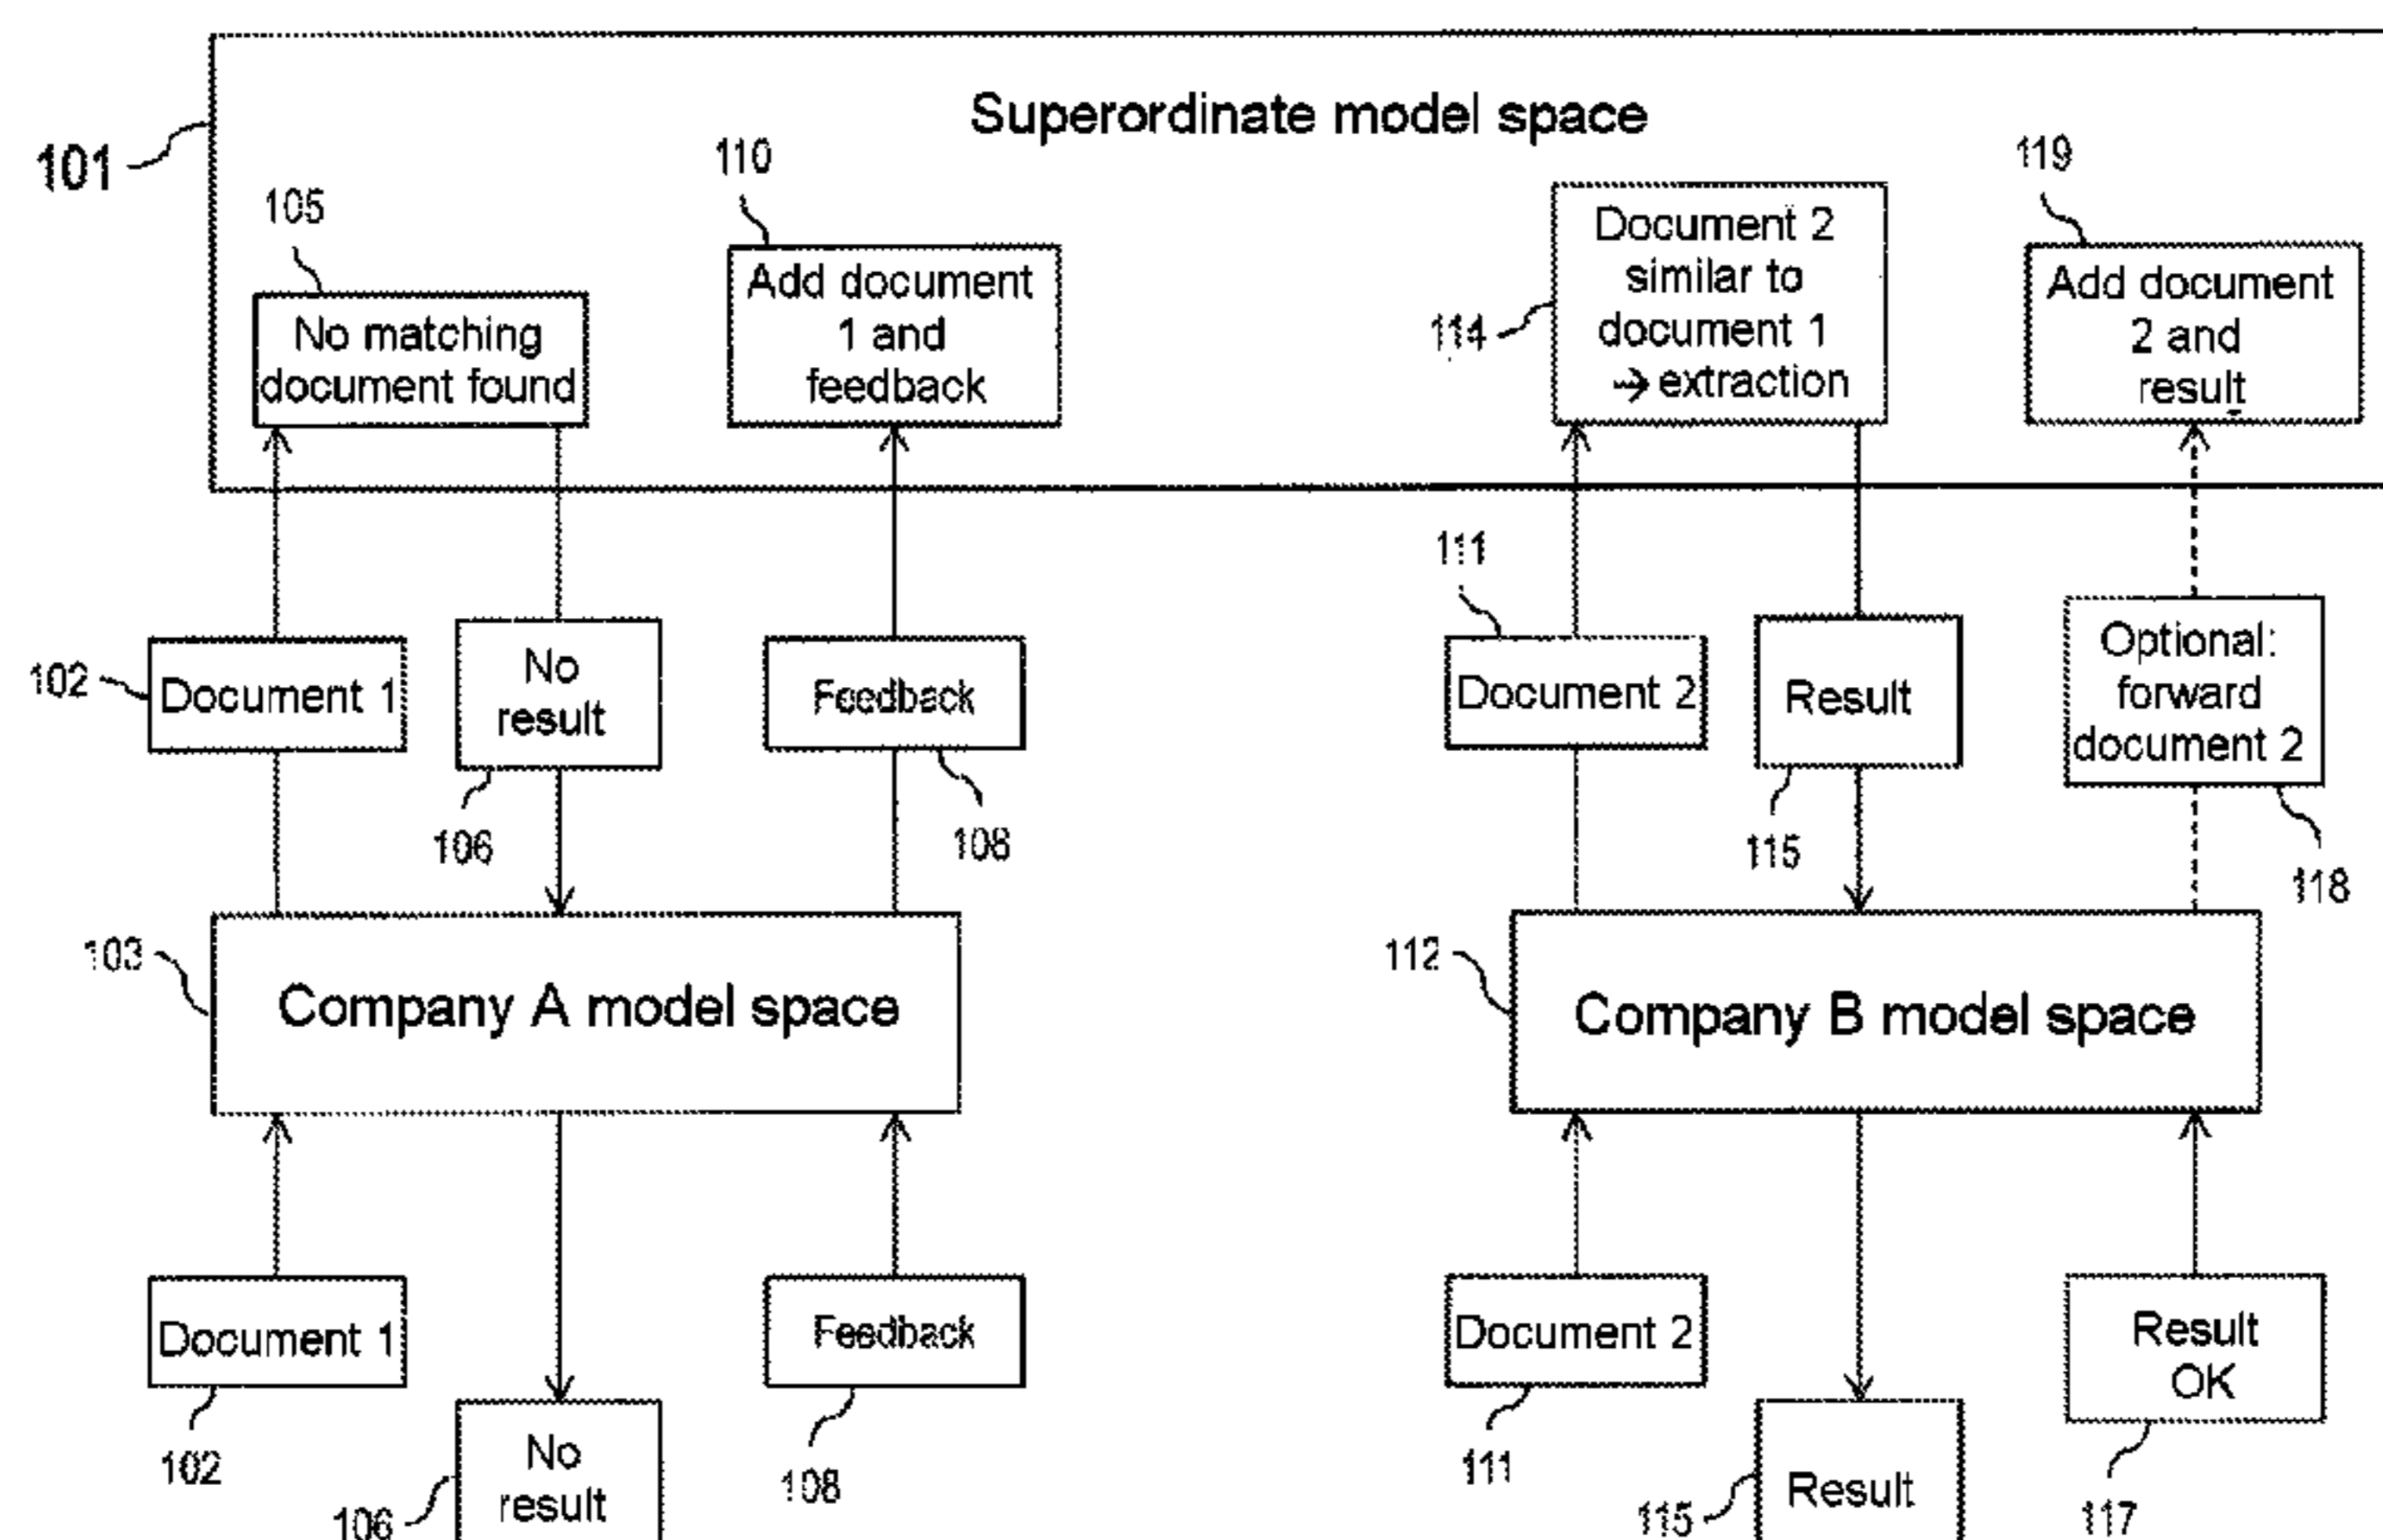 Superordinate model space
101
105
No matching
document found
110
Add document
1 and
feedback
114
Document 2
similar to
document 1
→ extraction
119
Add document
2 and
result
102
Document 1
No
result
106
Feedback
108
111
Document 2
Result
115
Optional:
forward
document 2
118
103
Company A model space
112
Company B model space
Document 1
102
No
result
106
Feedback
108
Document 2
111
Result
115
Result
OK
117